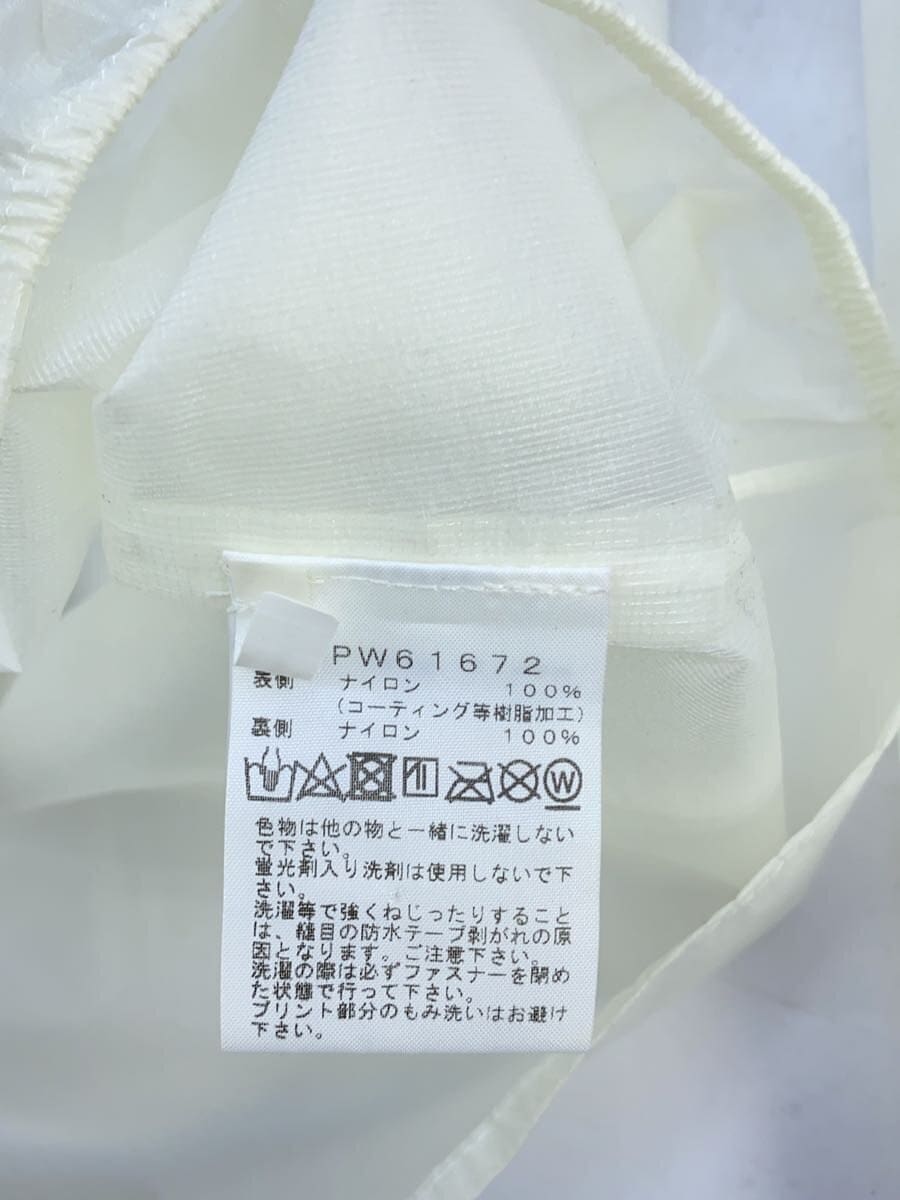 PW61672
表側 ナイロン 100%
(コーティング等樹脂加工)
裏側 ナイロン 100%
W
色物は他の物と一緒に洗濯しない
で下さい。
蛍光剤入り洗剤は使用しないで下
さい。
洗濯等で強くねじったりすること
は、縫目の防水テープ剥がれの原
因となります。ご注意下さい。
洗濯の際は必ずファスナーを閉め
た状態で行って下さい。
プリント部分のもみ洗いはお避け
下さい。